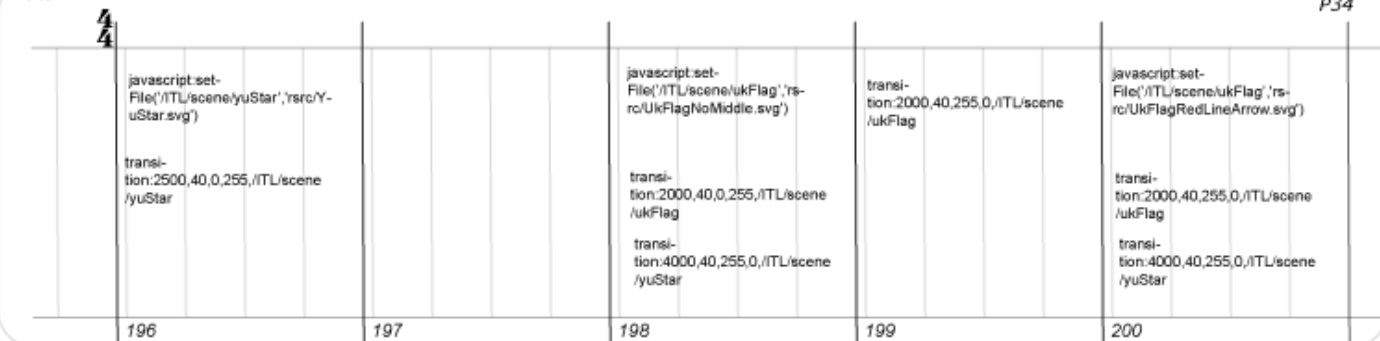 P34
4
4
javascript:set-
File('/ITL/scene/yuStar','rsrc/Y-
uStar.svg')
transi-
tion:2500,40,0,255,/ITL/scene
/yuStar
javascript:set-
File('/ITL/scene/ukFlag','rs-
rc/UkFlagNoMiddle.svg')
transi-
tion:2000,40,0,255,/ITL/scene
/ukFlag
transi-
tion:4000,40,255,0,/ITL/scene
/yuStar
transi-
tion:2000,40,255,0,/ITL/scene
/ukFlag
javascript:set-
File('/ITL/scene/ukFlag','rs-
rc/UkFlagRedLineArrow.svg')
transi-
tion:2000,40,255,0,/ITL/scene
/ukFlag
transi-
tion:4000,40,255,0,/ITL/scene
/yuStar
196
197
198
199
200